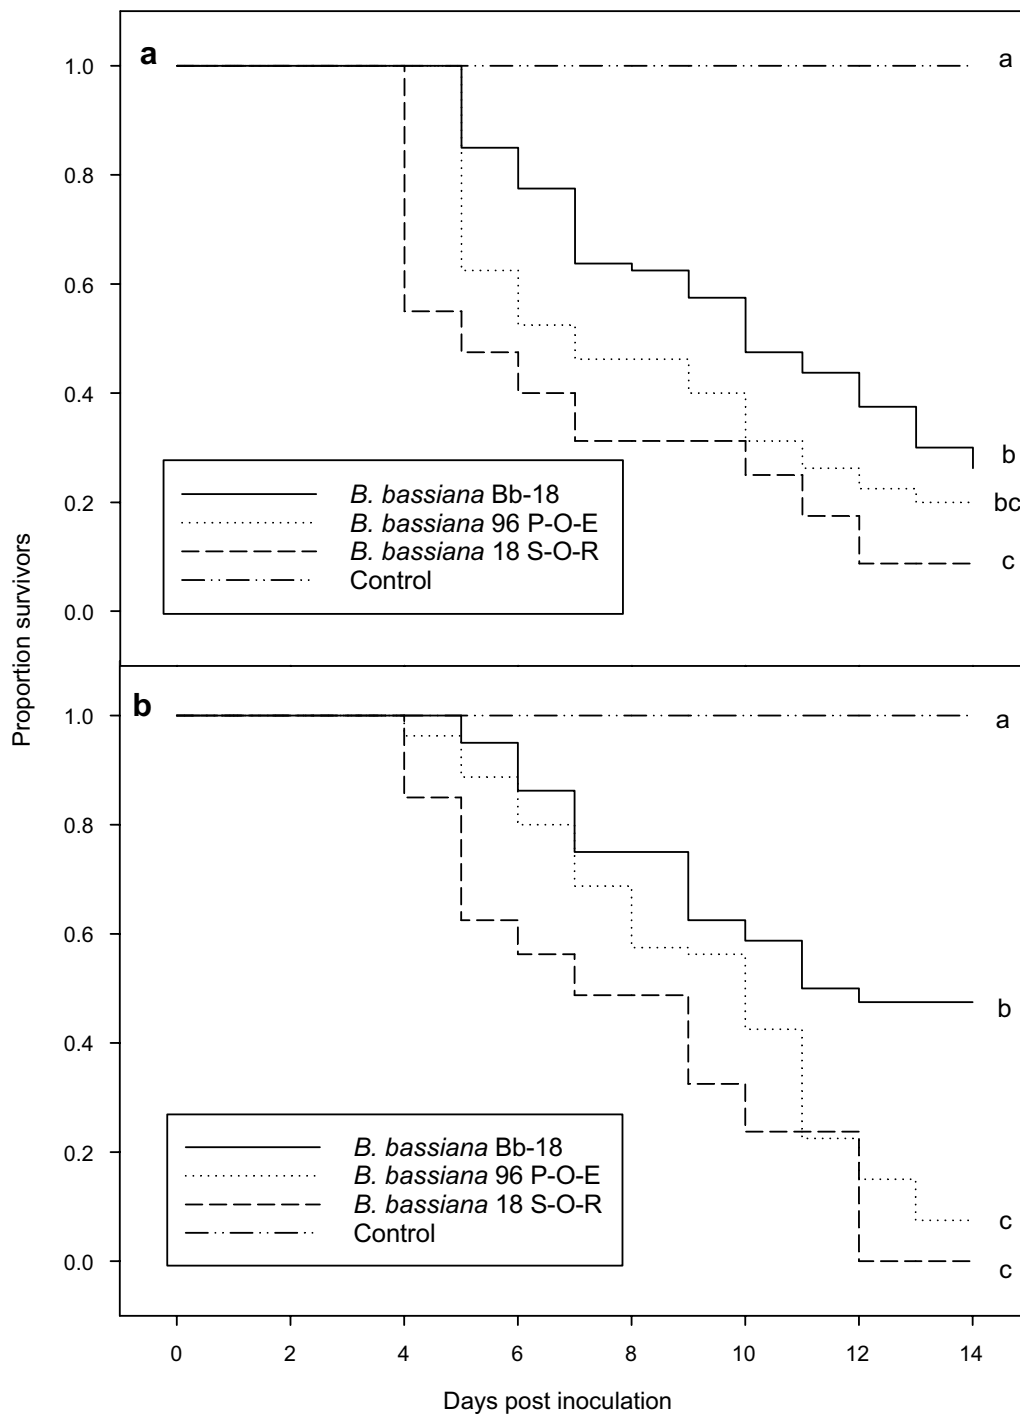 a
1.0
a
0.8
0.6
0.4
b
B. bassiana Bb-18
0.2
bc
B. bassiana 96 P-O-E
B. bassiana 18 S-O-R
c
Control
0.0
Proportion survivors
b
1.0
a
0.8
0.6
b
0.4
B. bassiana Bb-18
0.2
B. bassiana 96 P-O-E
B. bassiana 18 S-O-R
c
Control
0.0
c
0 2 4 6 8 10 12 14
Days post inoculation